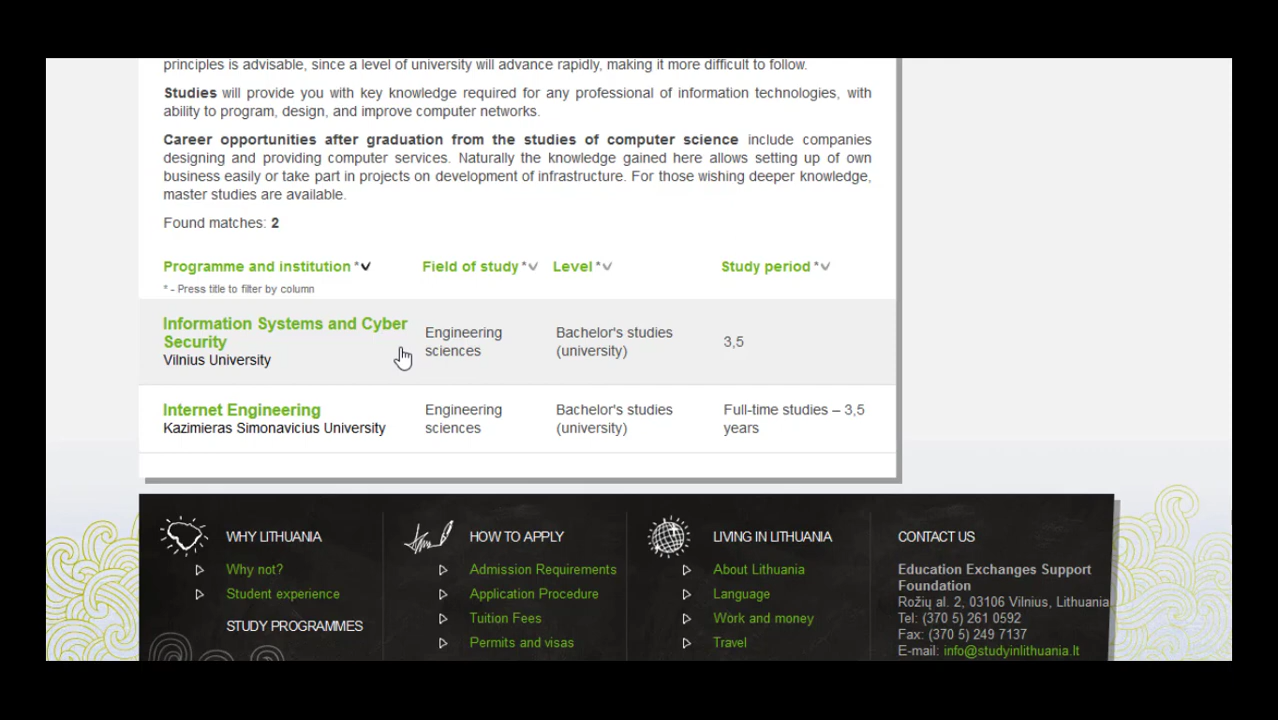 principles is advisable, since a level of university will advance rapidly, making it more difficult to follow.
Studies will provide you with key knowledge required for any professional of information technologies, with
ability to program, design, and improve computer networks.
Career opportunities after graduation from the studies of computer science include companies
designing and providing computer services. Naturally the knowledge gained here allows setting up of own
business easily or take part in projects on development of infrastructure. For those wishing deeper knowledge,
master studies are available.
Found matches: 2
Programme and institution * Field of study * Level * Study period *
* - Press title to filter by column
Information Systems and Cyber
Security
Vilnius University
Engineering
sciences
Bachelor's studies
(university)
3,5
Internet Engineering
Kazimieras Simonavicius University
Engineering
sciences
Bachelor's studies
(university)
Full-time studies – 3,5
years
WHY LITHUANIA
Why not?
Student experience
STUDY PROGRAMMES
HOW TO APPLY
Admission Requirements
Application Procedure
Tuition Fees
Permits and visas
LIVING IN LITHUANIA
About Lithuania
Language
Work and money
Travel
CONTACT US
Education Exchanges Support
Foundation
Rožių al. 2, 03106 Vilnius, Lithuania
Tel: (370 5) 261 0592
Fax: (370 5) 249 7137
E-mail: info@studyinlithuania.lt